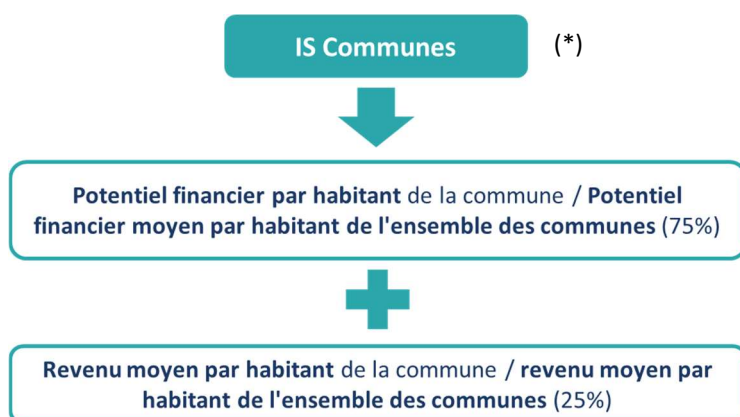 IS Communes (*)
Potentiel financier par habitant de la commune / Potentiel
financier moyen par habitant de l'ensemble des communes (75%)
Revenu moyen par habitant de la commune / revenu moyen par
habitant de l'ensemble des communes (25%)